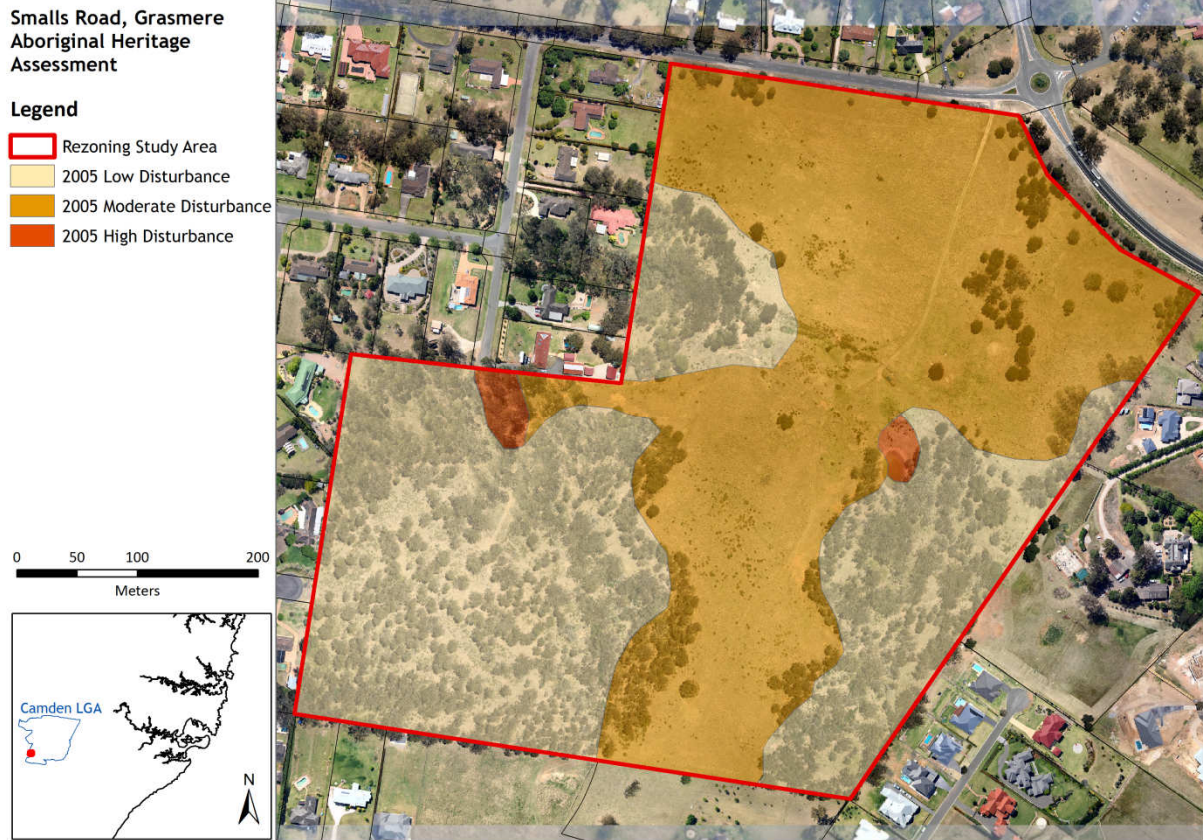 Smalls Road, Grasmere
Aboriginal Heritage
Assessment
Legend
Rezoning Study Area
2005 Low Disturbance
2005 Moderate Disturbance
2005 High Disturbance
0 50 100 200
Meters
Camden LGA
N